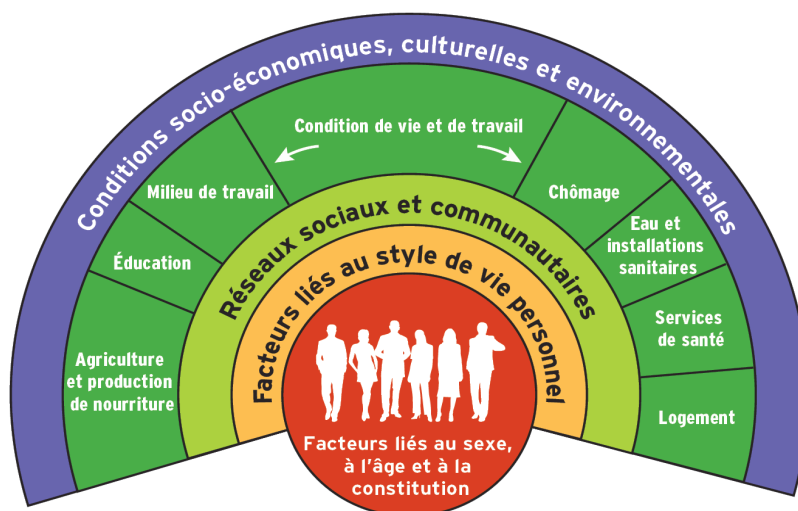 Conditions socio-économiques, culturelles et environnementales
Condition de vie et de travail
Milieu de travail
Chômage
Éducation
Eau et
installations
sanitaires
Agriculture
et production
de nourriture
Services
de santé
Logement
Réseaux sociaux et communautaires
Facteurs liés au style de vie personnel
Facteurs liés au sexe,
à l'âge et à la
constitution